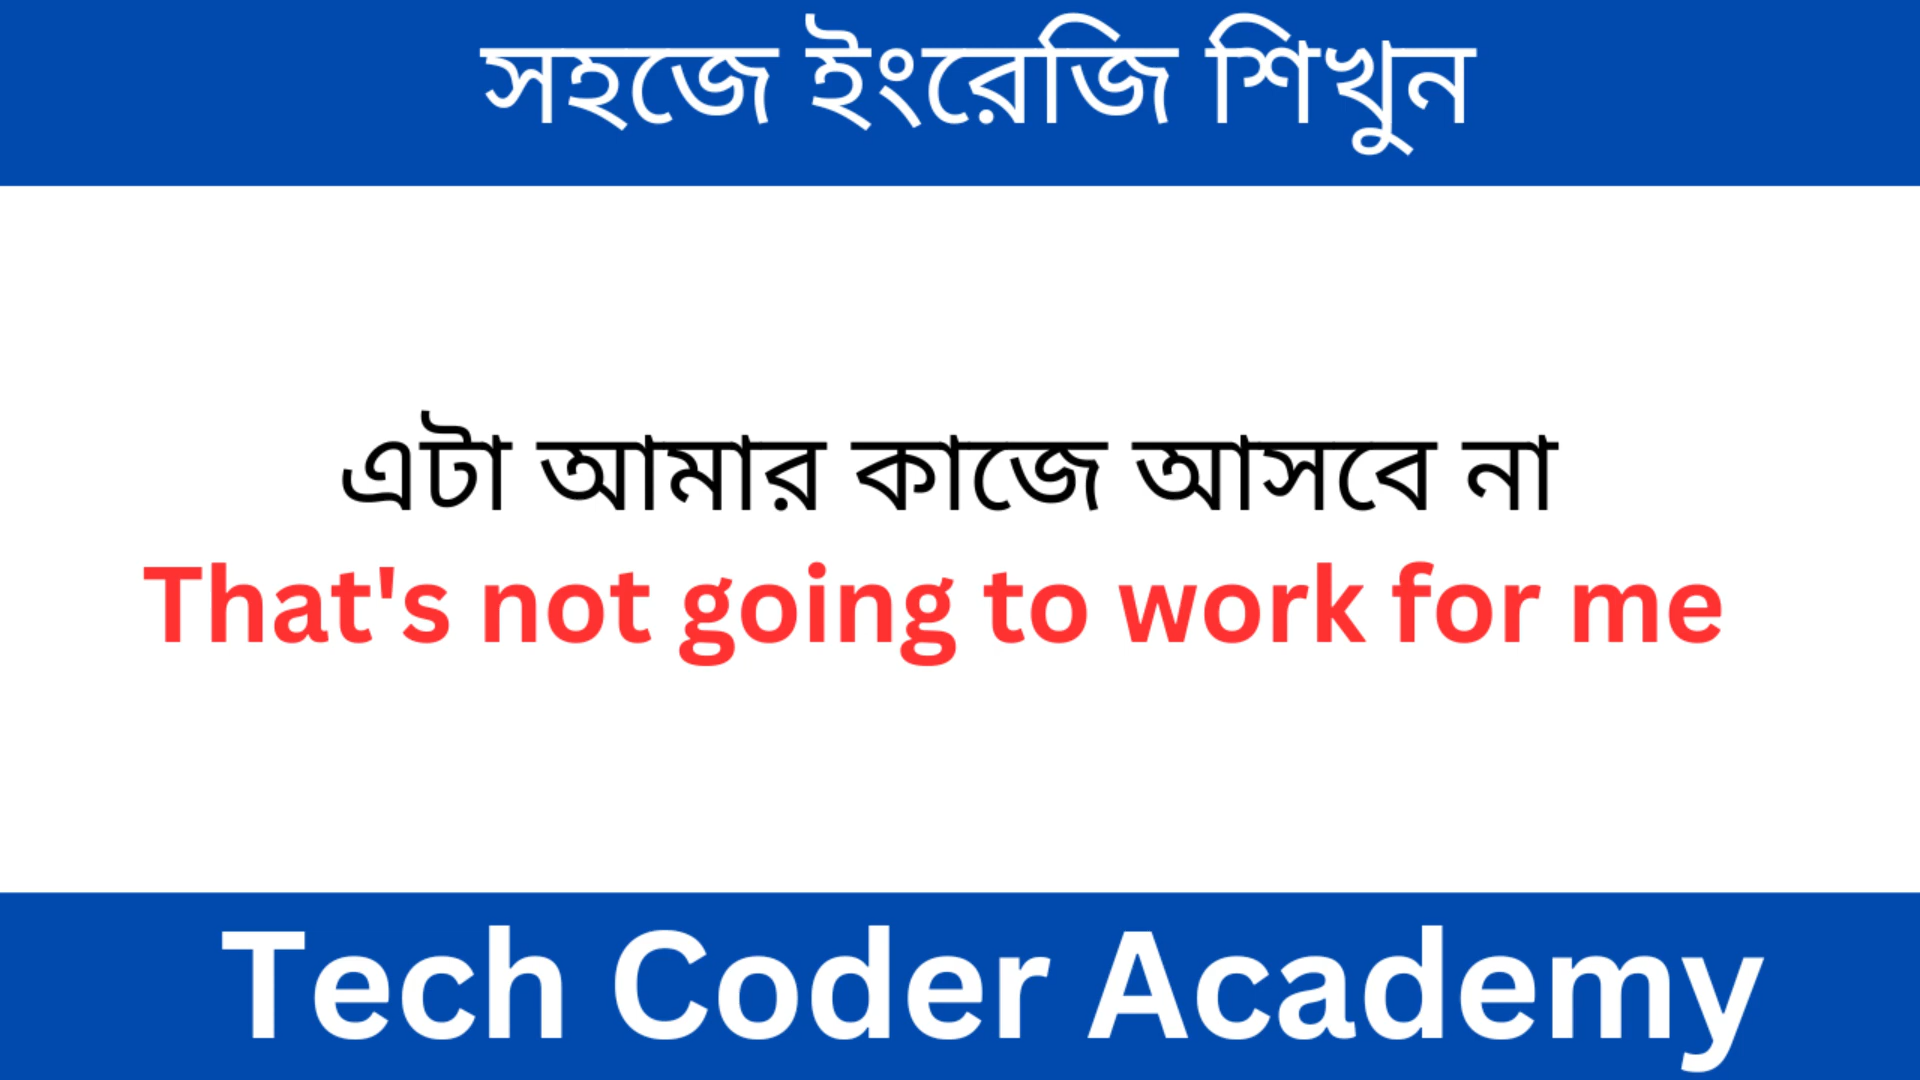 সহজে ইংরেজি শিখুন
এটা আমার কাজে আসবে না
That's not going to work for me
Tech Coder Academy